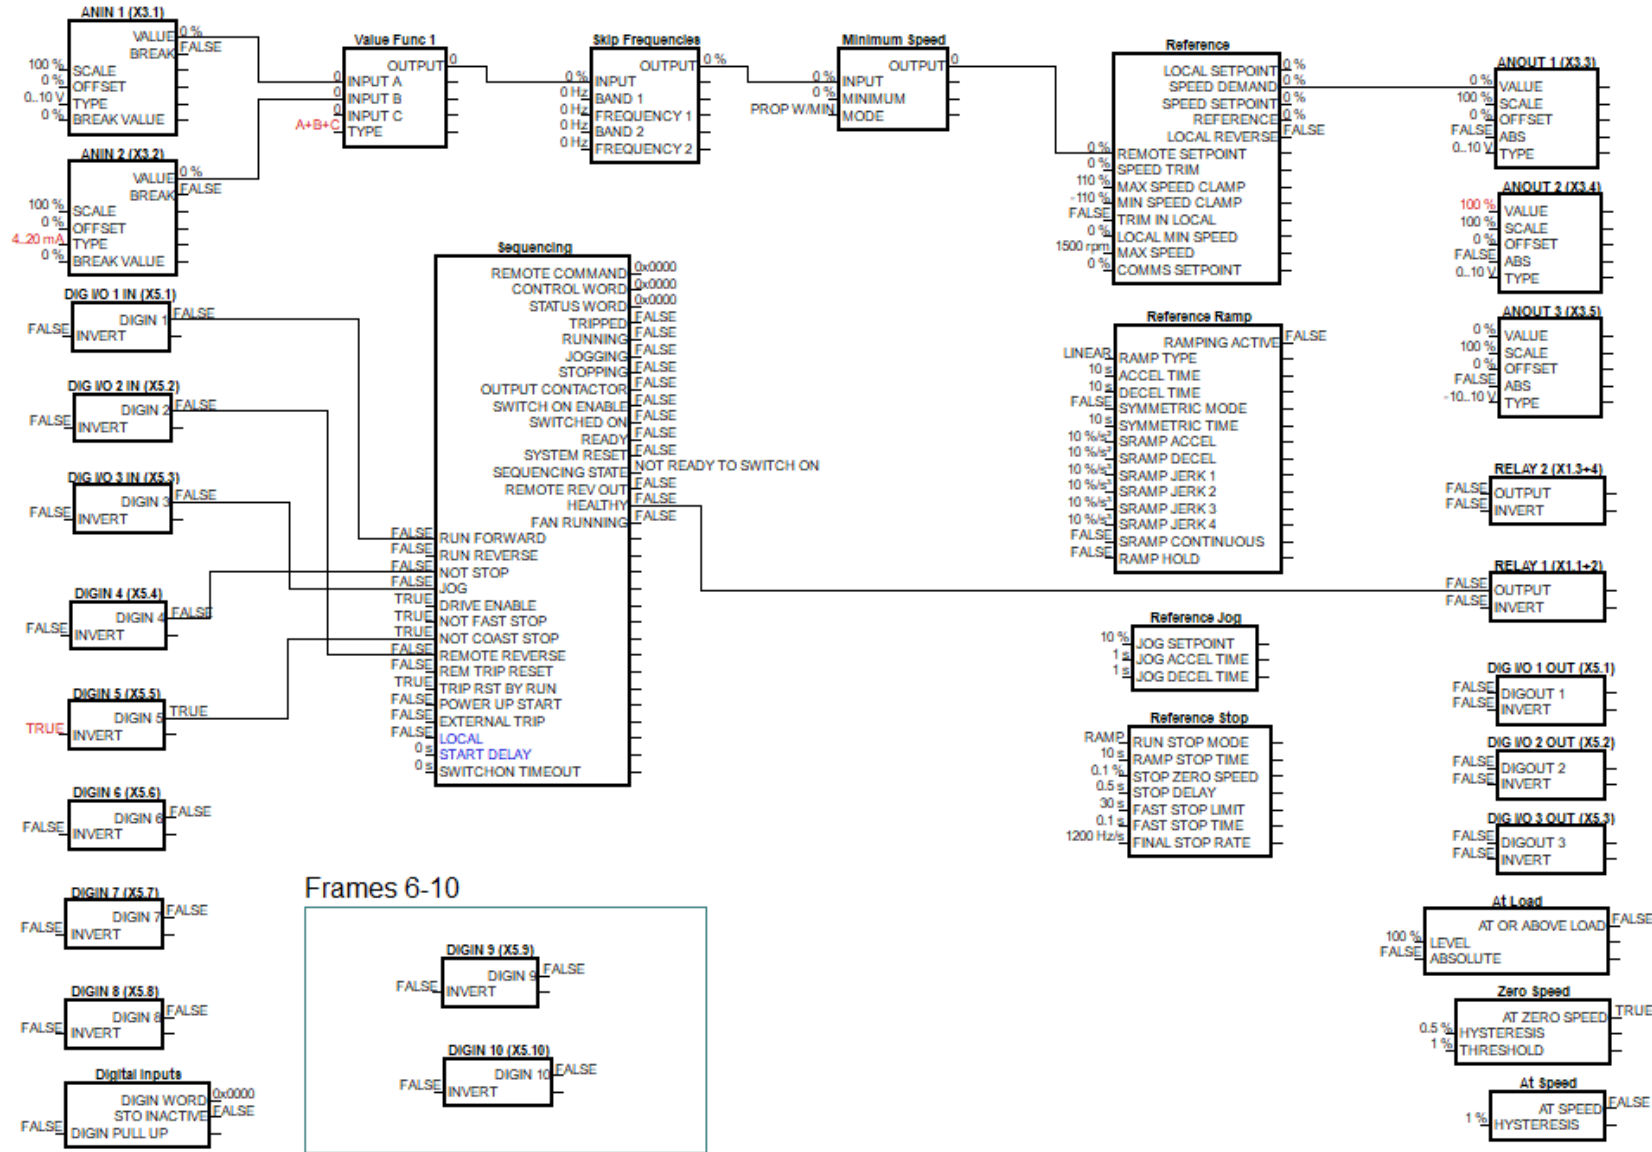 ANIN 1 (X3.1)
VALUE 0 %
BREAK FALSE
100 % SCALE
0 % OFFSET
0..10 V TYPE
0 % BREAK VALUE
ANIN 2 (X3.2)
VALUE 0 %
BREAK FALSE
100 % SCALE
0 % OFFSET
4..20 mA TYPE
0 % BREAK VALUE
DIG I/O 1 IN (X5.1)
DIGIN 1 FALSE
FALSE INVERT
DIG I/O 2 IN (X5.2)
DIGIN 2 FALSE
FALSE INVERT
DIG I/O 3 IN (X5.3)
DIGIN 3 FALSE
FALSE INVERT
DIGIN 4 (X5.4)
DIGIN 4 FALSE
FALSE INVERT
DIGIN 5 (X5.5)
DIGIN 5 TRUE
TRUE INVERT
DIGIN 6 (X5.6)
DIGIN 6 FALSE
FALSE INVERT
DIGIN 7 (X5.7)
DIGIN 7 FALSE
FALSE INVERT
DIGIN 8 (X5.8)
DIGIN 8 FALSE
FALSE INVERT
Digital Inputs
DIGIN WORD 0x0000
STO INACTIVE FALSE
FALSE DIGIN PULL UP
Value Func 1
OUTPUT 0
0 INPUT A
0 INPUT B
0 INPUT C
A+B+C TYPE
Skip Frequencies
OUTPUT 0 %
0 % INPUT
0 Hz BAND 1
0 Hz FREQUENCY 1
0 Hz BAND 2
0 Hz FREQUENCY 2
Minimum Speed
OUTPUT 0
0 % INPUT
0 % MINIMUM
PROP W/MIN MODE
Sequencing
REMOTE COMMAND 0x0000
CONTROL WORD 0x0000
STATUS WORD 0x0000
TRIPPED FALSE
RUNNING FALSE
JOGGING FALSE
STOPPING FALSE
OUTPUT CONTACTOR FALSE
SWITCH ON ENABLE FALSE
SWITCHED ON FALSE
READY FALSE
SYSTEM RESET FALSE
SEQUENCING STATE NOT READY TO SWITCH ON
REMOTE REV OUT FALSE
HEALTHY FALSE
FAN RUNNING FALSE
FALSE RUN FORWARD
FALSE RUN REVERSE
FALSE NOT STOP
FALSE JOG
TRUE DRIVE ENABLE
TRUE NOT FAST STOP
TRUE NOT COAST STOP
FALSE REMOTE REVERSE
FALSE REM TRIP RESET
TRUE TRIP RST BY RUN
FALSE POWER UP START
FALSE EXTERNAL TRIP
FALSE LOCAL
0 s START DELAY
0 s SWITCHON TIMEOUT
Frames 6-10
DIGIN 9 (X5.9)
DIGIN 9 FALSE
FALSE INVERT
DIGIN 10 (X5.10)
DIGIN 10 FALSE
FALSE INVERT
Reference
LOCAL SETPOINT 0 %
SPEED DEMAND 0 %
SPEED SETPOINT 0 %
REFERENCE 0 %
LOCAL REVERSE FALSE
0 % REMOTE SETPOINT
0 % SPEED TRIM
110 % MAX SPEED CLAMP
-110 % MIN SPEED CLAMP
FALSE TRIM IN LOCAL
0 % LOCAL MIN SPEED
1500 rpm MAX SPEED
0 % COMMS SETPOINT
Reference Ramp
RAMPING ACTIVE FALSE
LINEAR RAMP TYPE
10 s ACCEL TIME
10 s DECEL TIME
FALSE SYMMETRIC MODE
10 s SYMMETRIC TIME
10 %/s² SRAMP ACCEL
10 %/s² SRAMP DECEL
10 %/s³ SRAMP JERK 1
10 %/s³ SRAMP JERK 2
10 %/s³ SRAMP JERK 3
10 %/s³ SRAMP JERK 4
FALSE SRAMP CONTINUOUS
FALSE RAMP HOLD
Reference Jog
10 % JOG SETPOINT
1 s JOG ACCEL TIME
1 s JOG DECEL TIME
Reference Stop
RAMP RUN STOP MODE
10 s RAMP STOP TIME
0.1 % STOP ZERO SPEED
0.5 s STOP DELAY
30 s FAST STOP LIMIT
0.1 s FAST STOP TIME
1200 Hz/s FINAL STOP RATE
ANOUT 1 (X3.3)
0 % VALUE
100 % SCALE
0 % OFFSET
FALSE ABS
0..10 V TYPE
ANOUT 2 (X3.4)
100 % VALUE
100 % SCALE
0 % OFFSET
FALSE ABS
0..10 V TYPE
ANOUT 3 (X3.5)
0 % VALUE
100 % SCALE
0 % OFFSET
FALSE ABS
-10..10 V TYPE
RELAY 2 (X1.3+4)
FALSE OUTPUT
FALSE INVERT
RELAY 1 (X1.1+2)
FALSE OUTPUT
FALSE INVERT
DIG I/O 1 OUT (X5.1)
FALSE DIGOUT 1
FALSE INVERT
DIG I/O 2 OUT (X5.2)
FALSE DIGOUT 2
FALSE INVERT
DIG I/O 3 OUT (X5.3)
FALSE DIGOUT 3
FALSE INVERT
At Load
AT OR ABOVE LOAD FALSE
100 % LEVEL
FALSE ABSOLUTE
Zero Speed
AT ZERO SPEED TRUE
0.5 % HYSTERESIS
1 % THRESHOLD
At Speed
AT SPEED FALSE
1 % HYSTERESIS